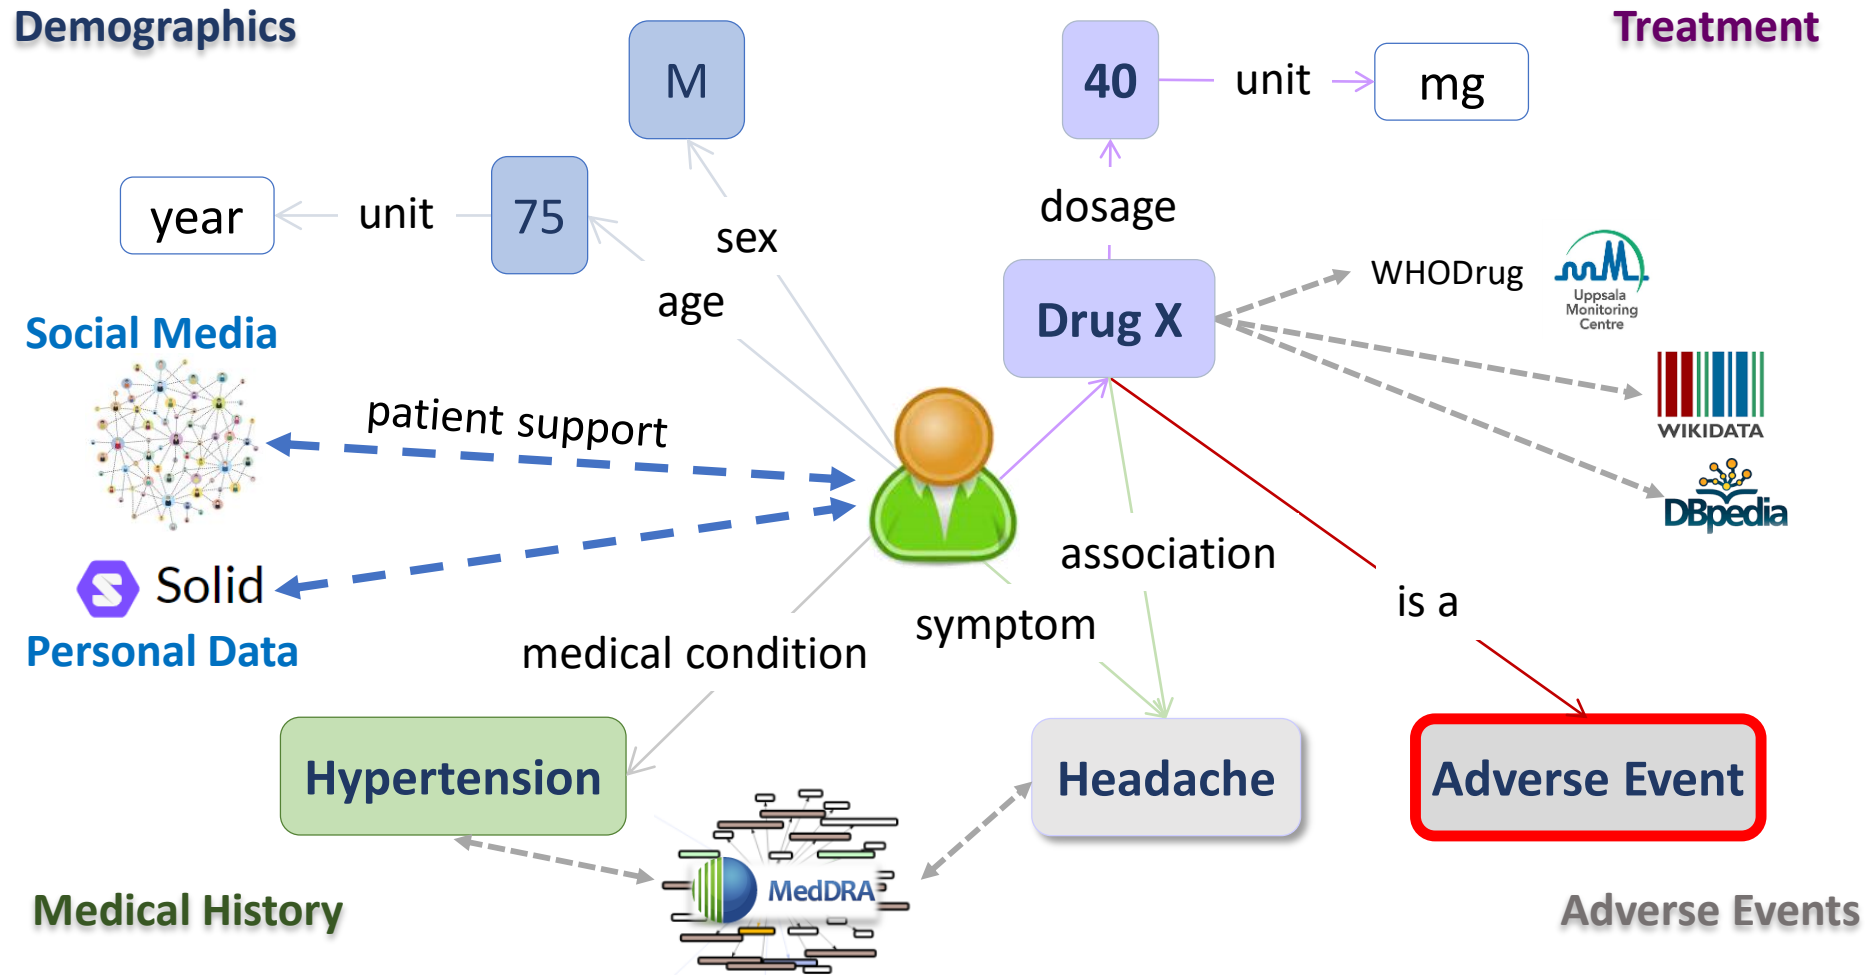 Demographics
Treatment
M
40
unit
mg
year
unit
75
sex
dosage
age
WHODrug
Uppsala
Monitoring
Centre
Social Media
Drug X
WIKIDATA
patient support
DBpedia
association
Solid
is a
symptom
Personal Data
medical condition
Hypertension
Headache
Adverse Event
MedDRA
Medical History
Adverse Events